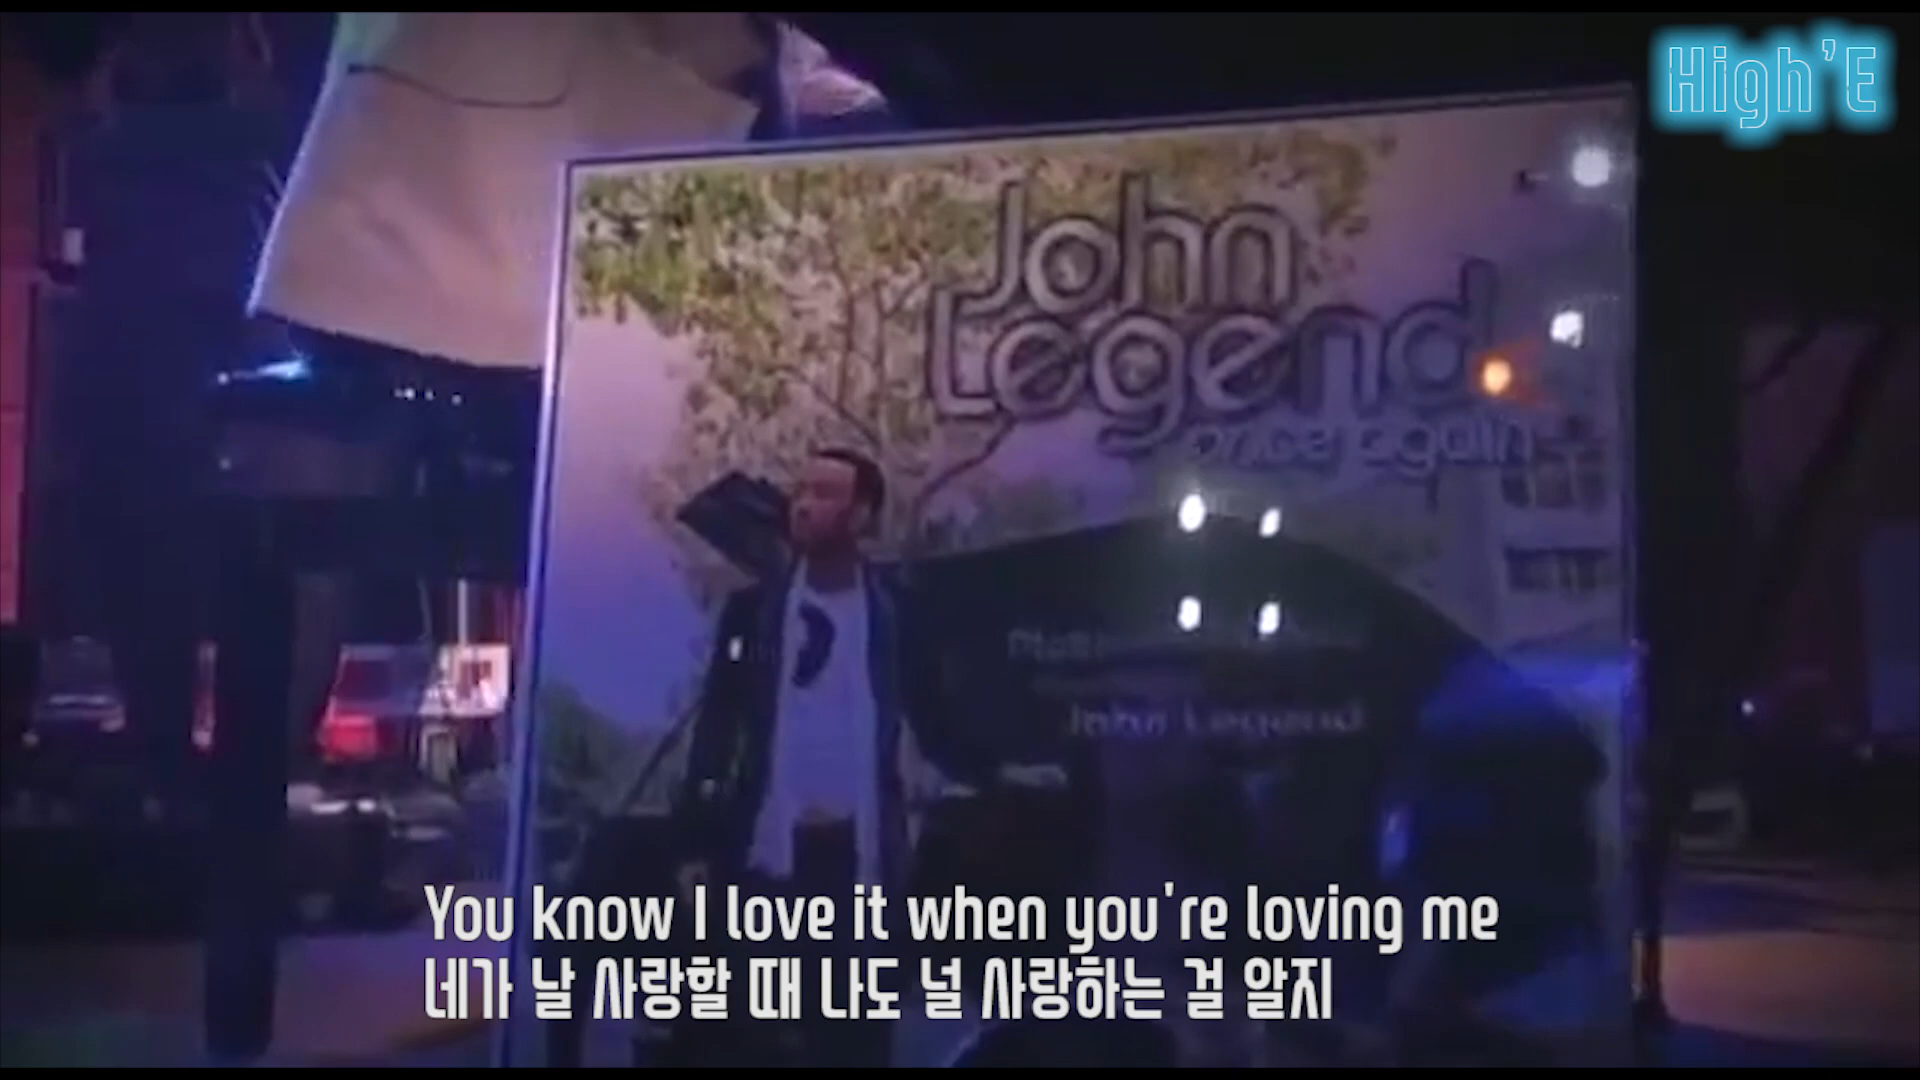 High'E
John
Legend
once again
John Legend
You know I love it when you're loving me
네가 날 사랑할 때 나도 널 사랑하는 걸 알지